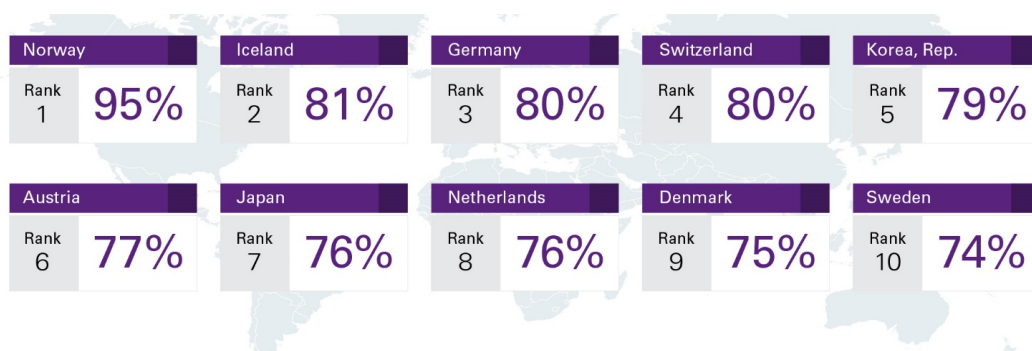 Norway
Rank
1
95%
Iceland
Rank
2
81%
Germany
Rank
3
80%
Switzerland
Rank
4
80%
Korea, Rep.
Rank
5
79%
Austria
Rank
6
77%
Japan
Rank
7
76%
Netherlands
Rank
8
76%
Denmark
Rank
9
75%
Sweden
Rank
10
74%